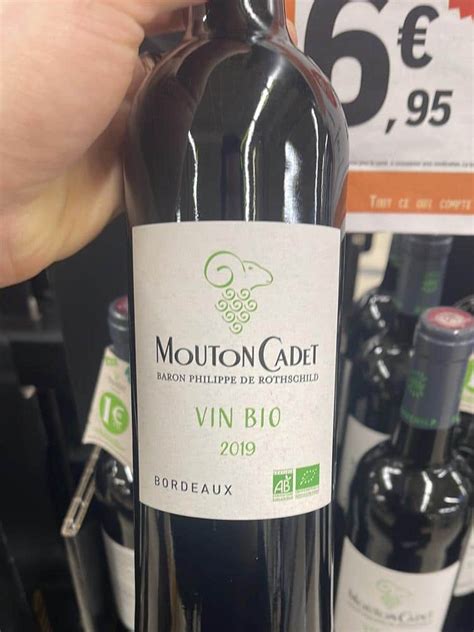 6€
,95
TOUT CE QUI COMPTE
1€
MOUTON CADET
BARON PHILIPPE DE ROTHSCHILD
VIN BIO
2019
BORDEAUX
AB
MOUTON CADET